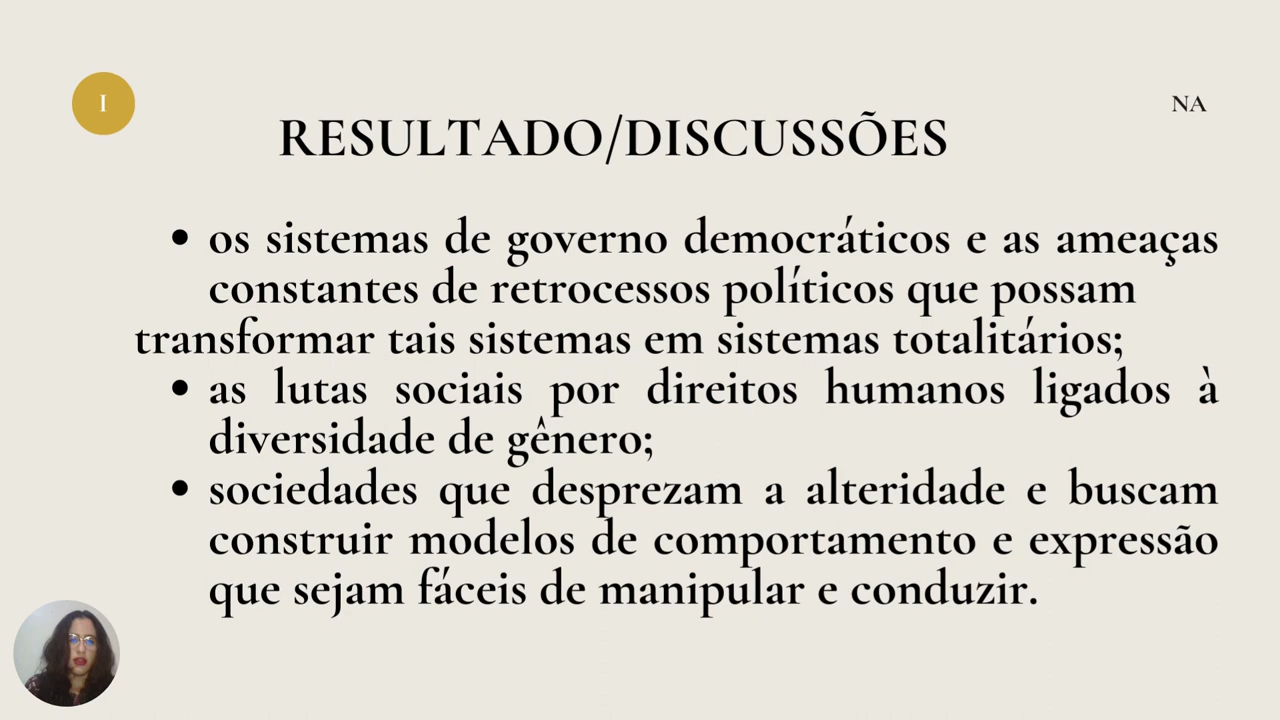 I
NA
RESULTADO/DISCUSSÕES
• os sistemas de governo democráticos e as ameaças
constantes de retrocessos políticos que possam
transformar tais sistemas em sistemas totalitários;
• as lutas sociais por direitos humanos ligados à
diversidade de gênero;
• sociedades que desprezam a alteridade e buscam
construir modelos de comportamento e expressão
que sejam fáceis de manipular e conduzir.